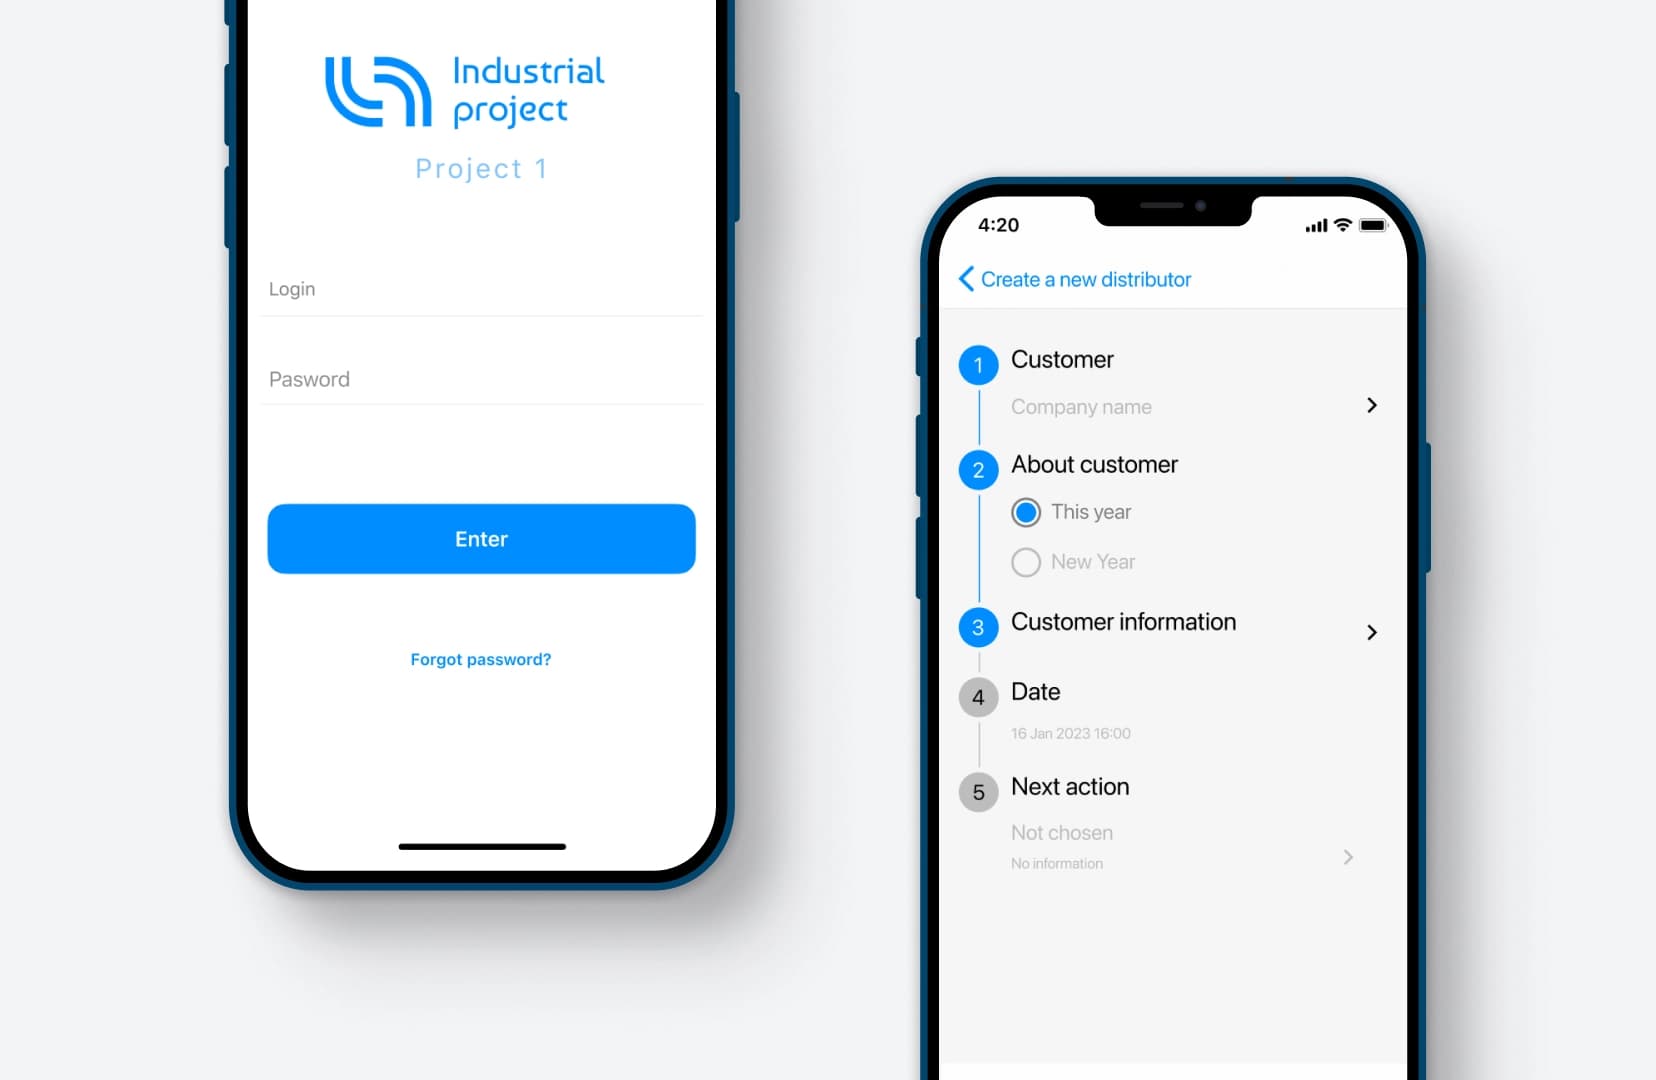 Industrial
project
Project 1
Login
Pasword
Enter
Forgot password?
4:20
Create a new distributor
1 Customer
Company name
2 About customer
This year
New Year
3 Customer information
4 Date
16 Jan 2023 16:00
5 Next action
Not chosen
No information